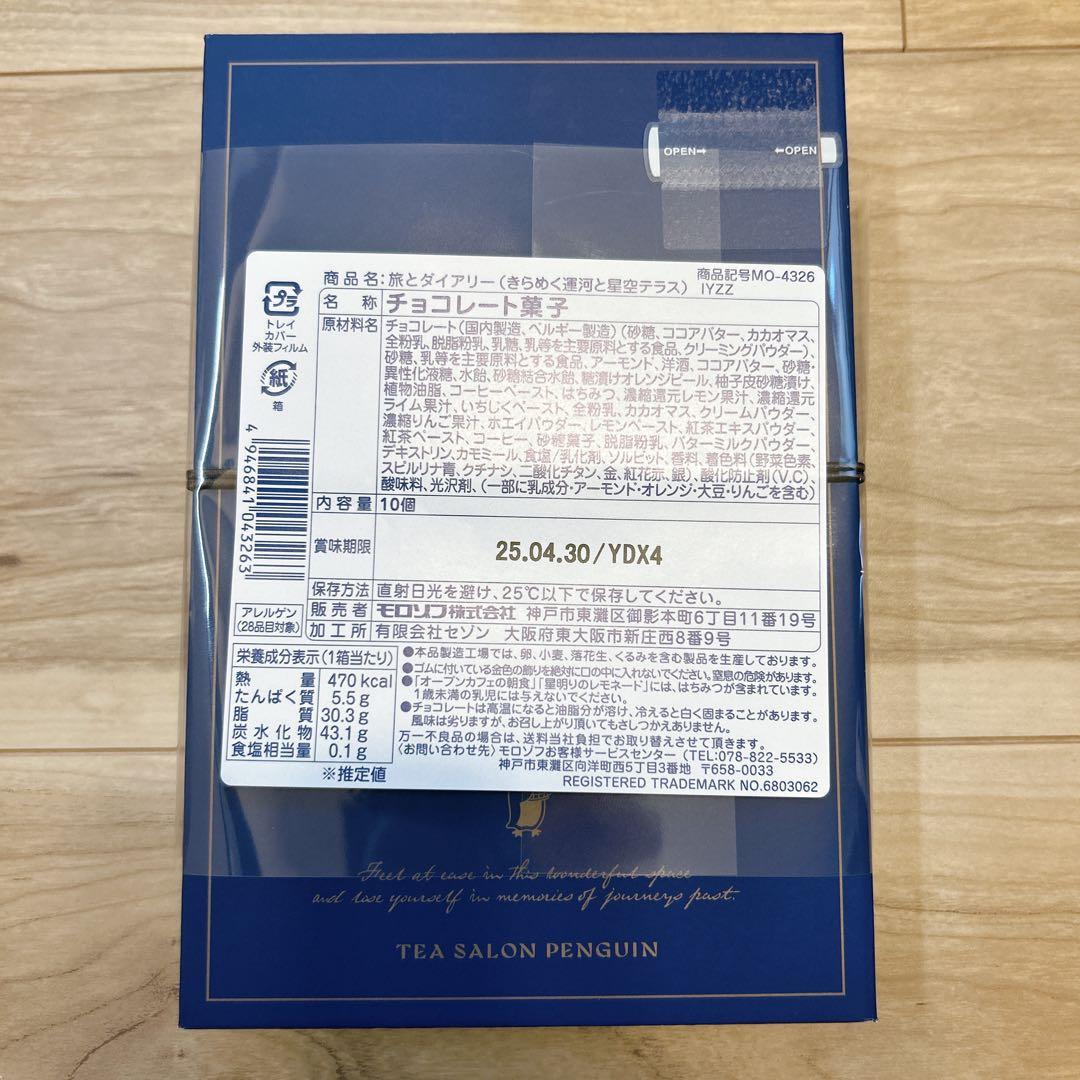 OPEN→ ←OPEN
商品名:旅とダイアリー(きらめく運河と星空テラス) 商品記号MO-4326
IYZZ
プラ
トレイ
カバー
外装フィルム
紙
箱
名 称 チョコレート菓子
原材料名 チョコレート(国内製造、ベルギー製造)(砂糖、ココアバター、カカオマス、
全粉乳、脱脂粉乳、乳糖、乳等を主要原料とする食品、クリーミングパウダー)、
砂糖、乳等を主要原料とする食品、アーモンド、洋酒、ココアバター、砂糖・
異性化液糖、水飴、砂糖結合水飴、糖漬けオレンジピール、柚子皮砂糖漬け、
植物油脂、コーヒーペースト、はちみつ、濃縮還元レモン果汁、濃縮還元
ライム果汁、いちじくペースト、全粉乳、カカオマス、クリームパウダー、
濃縮りんご果汁、ホエイパウダー、レモンペースト、紅茶エキスパウダー、
紅茶ペースト、コーヒー、砂糖菓子、脱脂粉乳、バターミルクパウダー、
デキストリン、カモミール、食塩/乳化剤、ソルビット、香料、着色料(野菜色素、
スピルリナ青、クチナシ、二酸化チタン、金、紅花赤、銀)、酸化防止剤(V.C)、
酸味料、光沢剤、(一部に乳成分・アーモンド・オレンジ・大豆・りんごを含む)
内容量 10個
賞味期限 25.04.30/YDX4
保存方法 直射日光を避け、25℃以下で保存してください。
販売者 モロゾフ株式会社 神戸市東灘区御影本町6丁目11番19号
加工所 有限会社セゾン 大阪府東大阪市新庄西8番9号
4 946841 043263
アレルゲン
(28品目対象)
栄養成分表示(1箱当たり)
熱量 470 kcal
たんぱく質 5.5 g
脂質 30.3 g
炭水化物 43.1 g
食塩相当量 0.1 g
※推定値
●本品製造工場では、卵、小麦、落花生、くるみを含む製品を生産しております。
●ゴムに付いている金色の飾りを絶対に口の中に入れないでください。窒息の危険があります。
●「オープンカフェの朝食」「星明りのレモネード」には、はちみつが含まれています。
1歳未満の乳児には与えないでください。
●チョコレートは高温になると油脂分が溶け、冷えると白く固まることがあります。
風味は劣りますが、お召し上がり頂いてもさしつかえありません。
万一不良品の場合は、送料当社負担でお取り替えさせて頂きます。
〈お問い合わせ先〉モロゾフお客様サービスセンター(TEL:078-822-5533)
神戸市東灘区向洋町西5丁目3番地 〒658-0033
REGISTERED TRADEMARK NO.6803062
Feel at ease in this wonderful space
and lose yourself in memories of journeys past.
TEA SALON PENGUIN